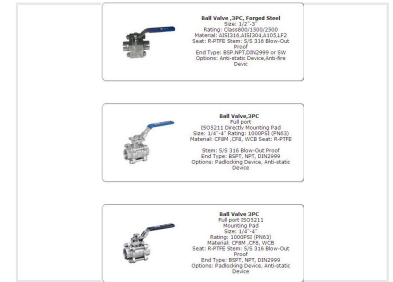 Ball Valve ,3PC, Forged Steel
Size: 1/2"-3"
Rating: Class800/1500/2500
Material: AISI316,AISI304,A105,LF2
Seat: R-PTFE Stem: S/S 316 Blow-Out
Proof
End Type: BSP,NPT,DIN2999 or SW
Options: Anti-static Device,Anti-fire
Devic
Ball Valve,3PC
Full port
ISO5211 Directly Mounting Pad
Size: 1/4"-4" Rating: 1000PSI (PN63)
Material: CF8M ,CF8, WCB Seat: R-PTFE
Stem: S/S 316 Blow-Out Proof
End Type: BSPT, NPT, DIN2999
Options: Padlocking Device, Anti-static
Device
Ball Valve 3PC
Full port ISO5211
Mounting Pad
Size: 1/4"-4"
Rating: 1000PSI (PN63)
Material: CF8M ,CF8, WCB
Seat: R-PTFE Stem: S/S 316 Blow-Out
Proof
End Type: BSPT, NPT, DIN2999
Options: Padlocking Device, Anti-static
Device